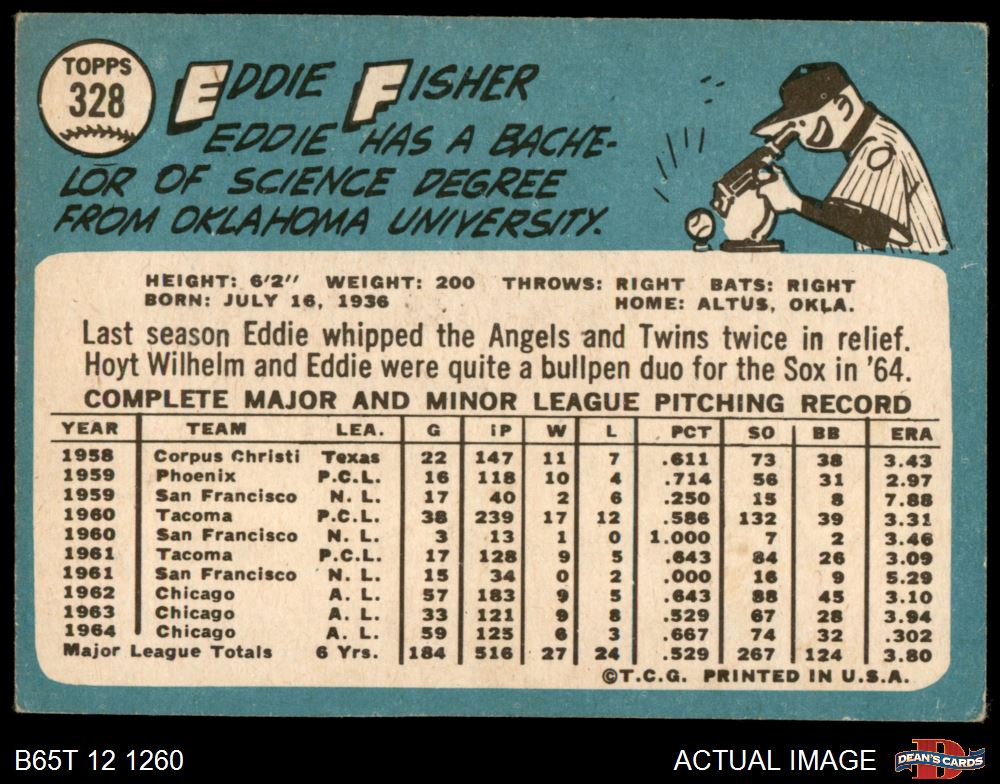 TOPPS
328
EDDIE FISHER
EDDIE HAS A BACHE-
LOR OF SCIENCE DEGREE
FROM OKLAHOMA UNIVERSITY.
HEIGHT: 6'2" WEIGHT: 200 THROWS: RIGHT BATS: RIGHT
BORN: JULY 16, 1936 HOME: ALTUS, OKLA.
Last season Eddie whipped the Angels and Twins twice in relief.
Hoyt Wilhelm and Eddie were quite a bullpen duo for the Sox in '64.
COMPLETE MAJOR AND MINOR LEAGUE PITCHING RECORD
YEAR TEAM LEA. G IP W L PCT SO BB ERA
1958 Corpus Christi Texas 22 147 11 7 .611 73 38 3.43
1959 Phoenix P.C.L. 16 118 10 4 .714 56 31 2.97
1959 San Francisco N. L. 17 40 2 6 .250 15 8 7.88
1960 Tacoma P.C.L. 38 239 17 12 .586 132 39 3.31
1960 San Francisco N. L. 3 13 1 0 1.000 7 2 3.46
1961 Tacoma P.C.L. 17 128 9 5 .643 84 26 3.09
1961 San Francisco N. L. 15 34 0 2 .000 16 9 5.29
1962 Chicago A. L. 57 183 9 5 .643 88 45 3.10
1963 Chicago A. L. 33 121 9 8 .529 67 28 3.94
1964 Chicago A. L. 59 125 6 3 .667 74 32 .302
Major League Totals 6 Yrs. 184 516 27 24 .529 267 124 3.80
©T.C.G. PRINTED IN U.S.A.
B65T 12 1260 ACTUAL IMAGE DEAN'S CARDS